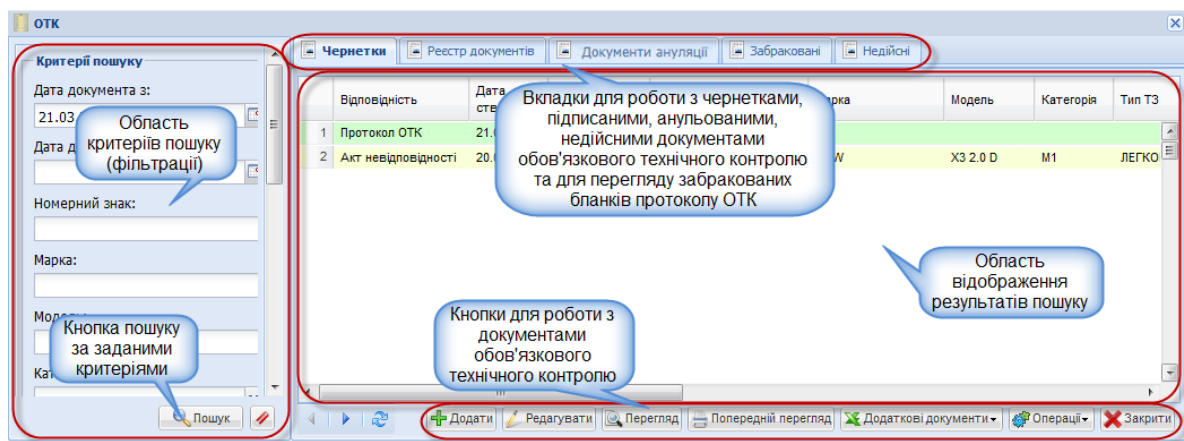 ОТК
Критерії пошуку
Дата документа з:
21.03
Область
критеріїв пошуку
(фільтрації)
Дата д
Номерний знак:
Марка:
Кнопка пошуку
за заданими
критеріями
Пошук
Чернетки Реєстр документів Документи ануляції Забраковані Недійсні
Відповідність Дата Модель Категорія Тип ТЗ
1 Протокол ОТК 21.0
2 Акт невідповідності 20.0 X3 2.0 D M1 ЛЕГКО
Вкладки для роботи з чернетками,
підписаними, анульованими,
недійсними документами
обов'язкового технічного контролю
та для перегляду забракованих
бланків протоколу ОТК
Область
відображення
результатів пошуку
Кнопки для роботи з
документами
обов'язкового
технічного контролю
Додати Редагувати Перегляд Попередній перегляд Додаткові документи Операції Закрити